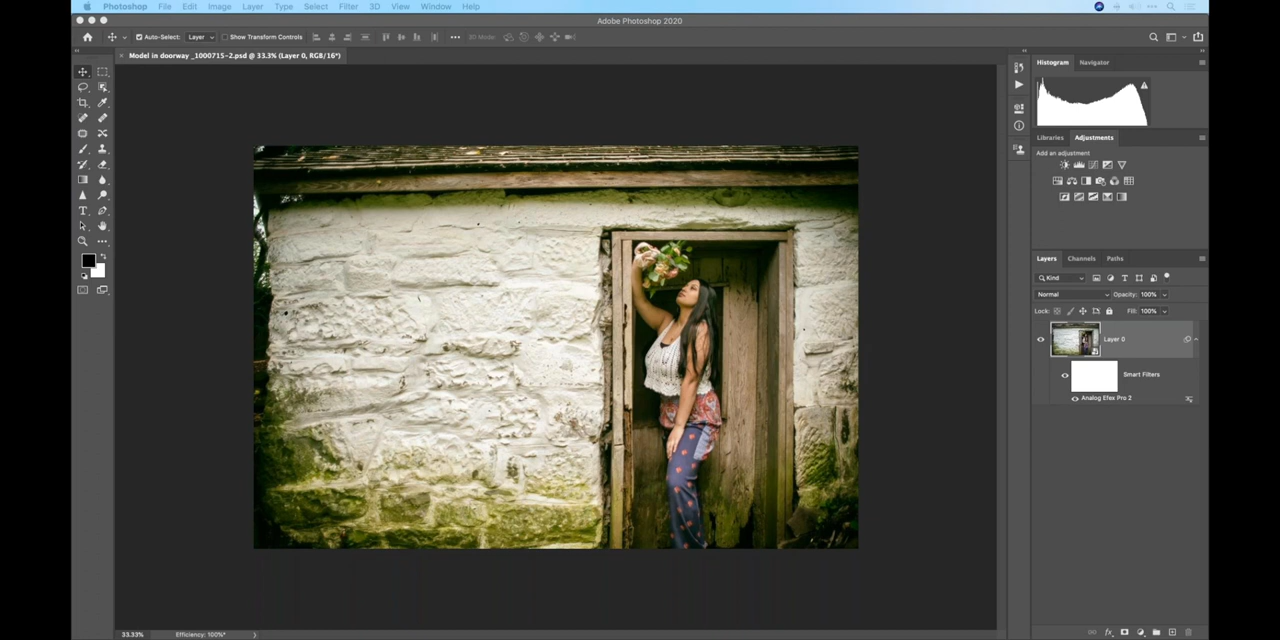 Photoshop File Edit Image Layer Type Select Filter 3D View Window Help
Adobe Photoshop 2020
Auto-Select: Layer Show Transform Controls 3D Mode:
Model in doorway _1000715-2.psd @ 33.3% (Layer 0, RGB/16*)
Histogram Navigator
Libraries Adjustments
Add an adjustment
Layers Channels Paths
Kind
Normal Opacity: 100%
Lock: Fill: 100%
Layer 0
Smart Filters
Analog Efex Pro 2
33.33% Efficiency: 100%*